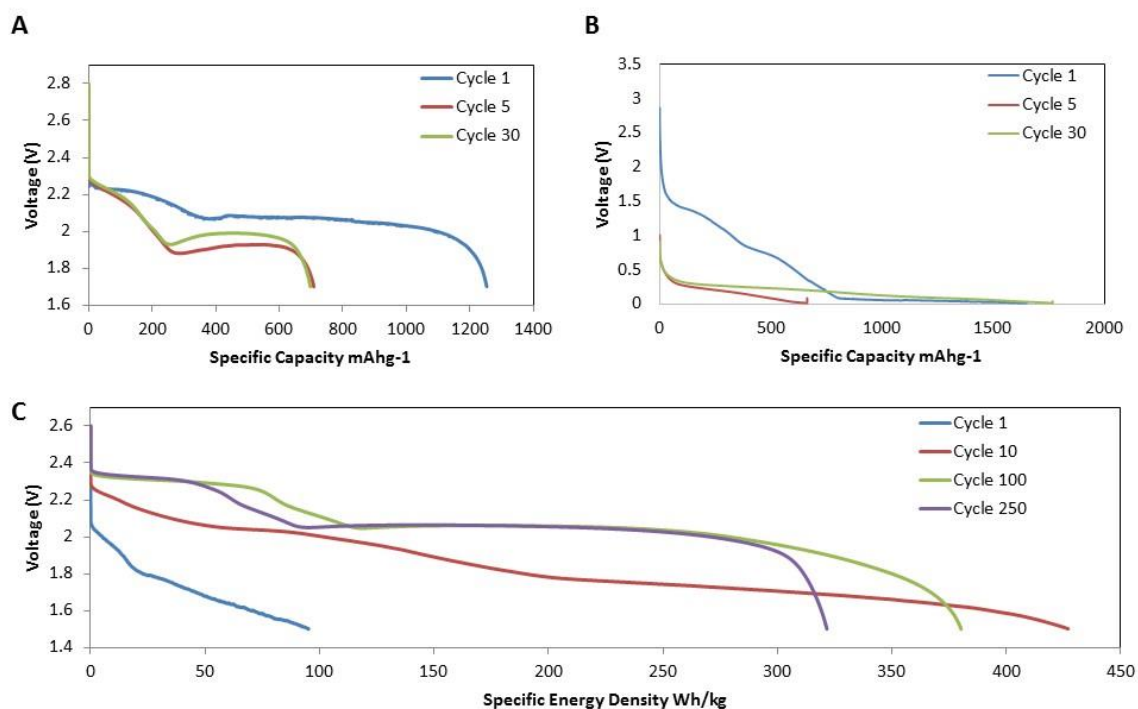 A
B
2.8
2.6
2.4
2.2
2
1.8
1.6
Voltage (V)
Cycle 1
Cycle 5
Cycle 30
0
200
400
600
800
1000
1200
1400
Specific Capacity mAhg-1
3.5
3
2.5
2
1.5
1
0.5
0
Voltage (V)
Cycle 1
Cycle 5
Cycle 30
0
500
1000
1500
2000
Specific Capacity mAhg-1
C
2.6
2.4
2.2
2
1.8
1.6
1.4
Voltage (V)
Cycle 1
Cycle 10
Cycle 100
Cycle 250
0
50
100
150
200
250
300
350
400
450
Specific Energy Density Wh/kg